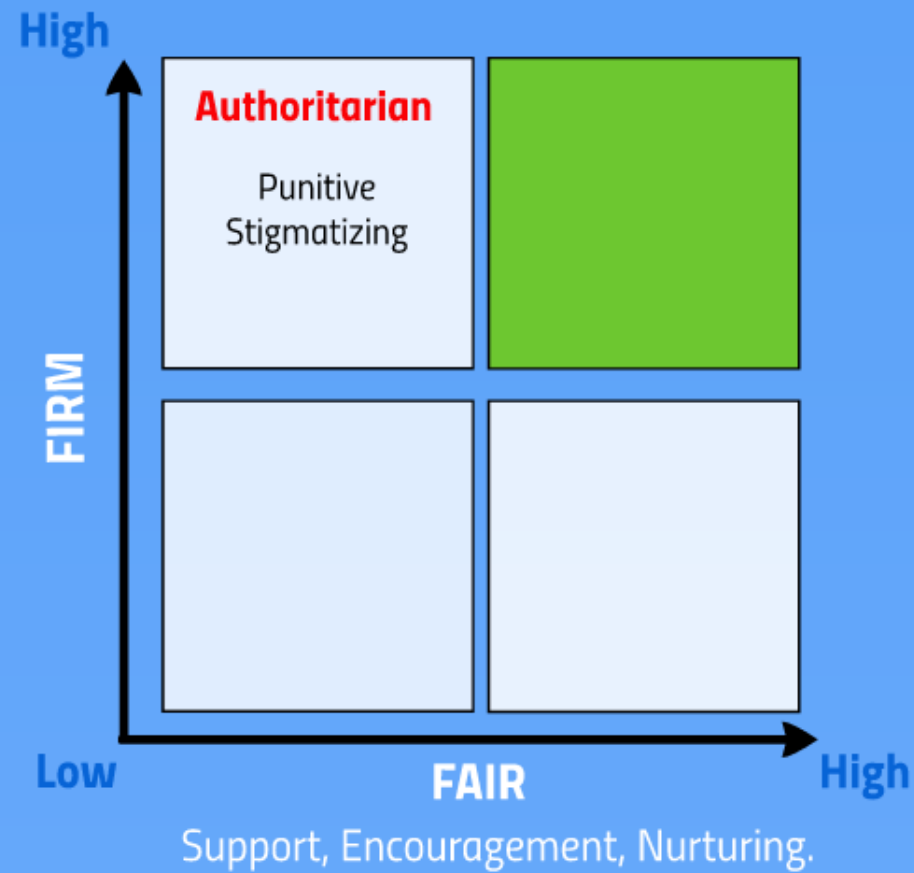 High
Authoritarian
Punitive
Stigmatizing
FIRM
Low
FAIR
High
Support, Encouragement, Nurturing.